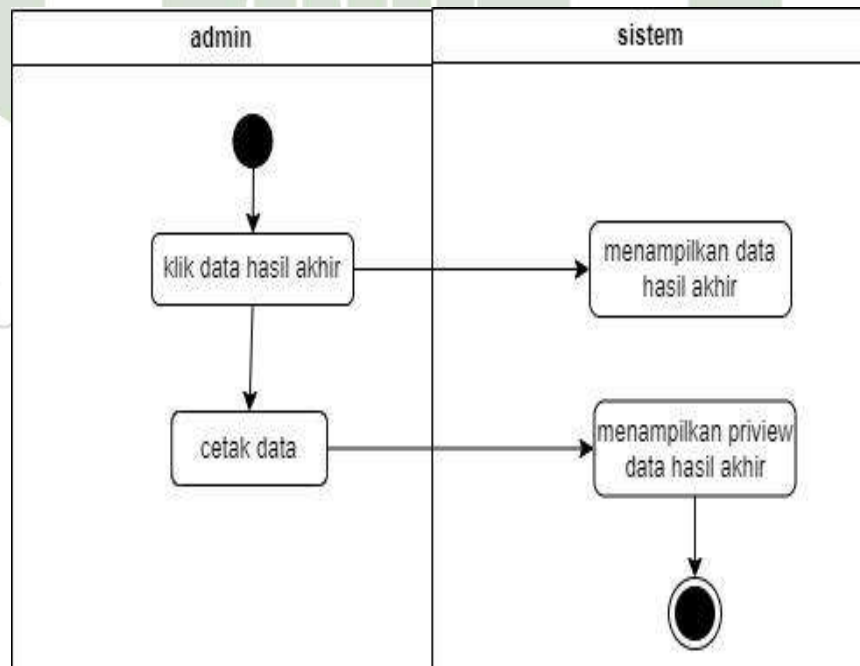 admin
sistem
klik data hasil akhir
menampilkan data
hasil akhir
cetak data
menampilkan priview
data hasil akhir